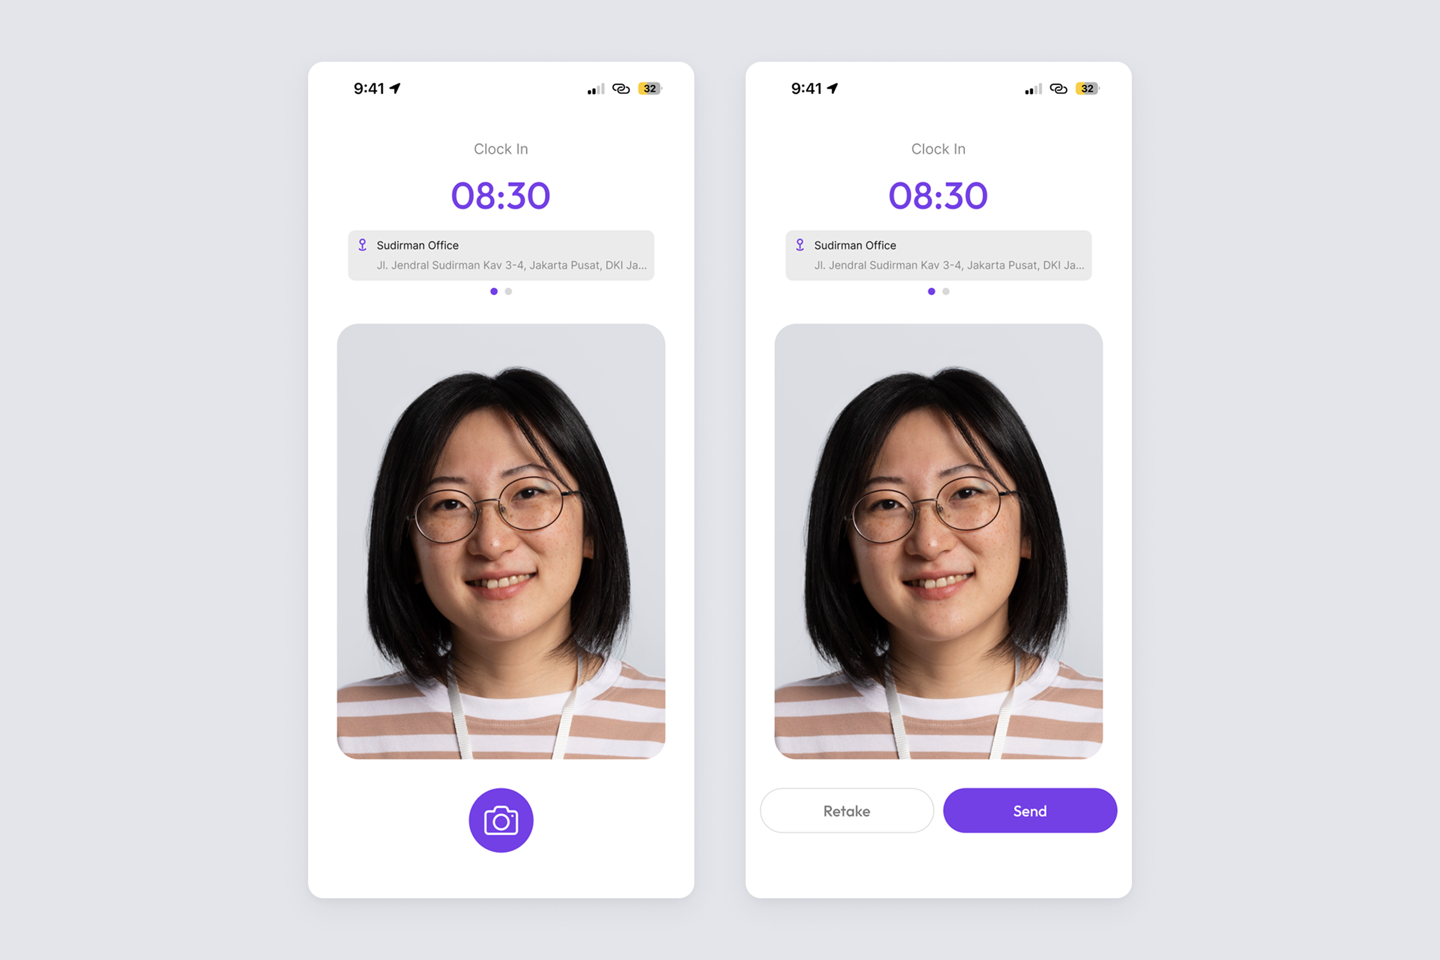 9:41
32
Clock In
08:30
Sudirman Office
Jl. Jendral Sudirman Kav 3-4, Jakarta Pusat, DKI Ja...
9:41
32
Clock In
08:30
Sudirman Office
Jl. Jendral Sudirman Kav 3-4, Jakarta Pusat, DKI Ja...
Retake
Send